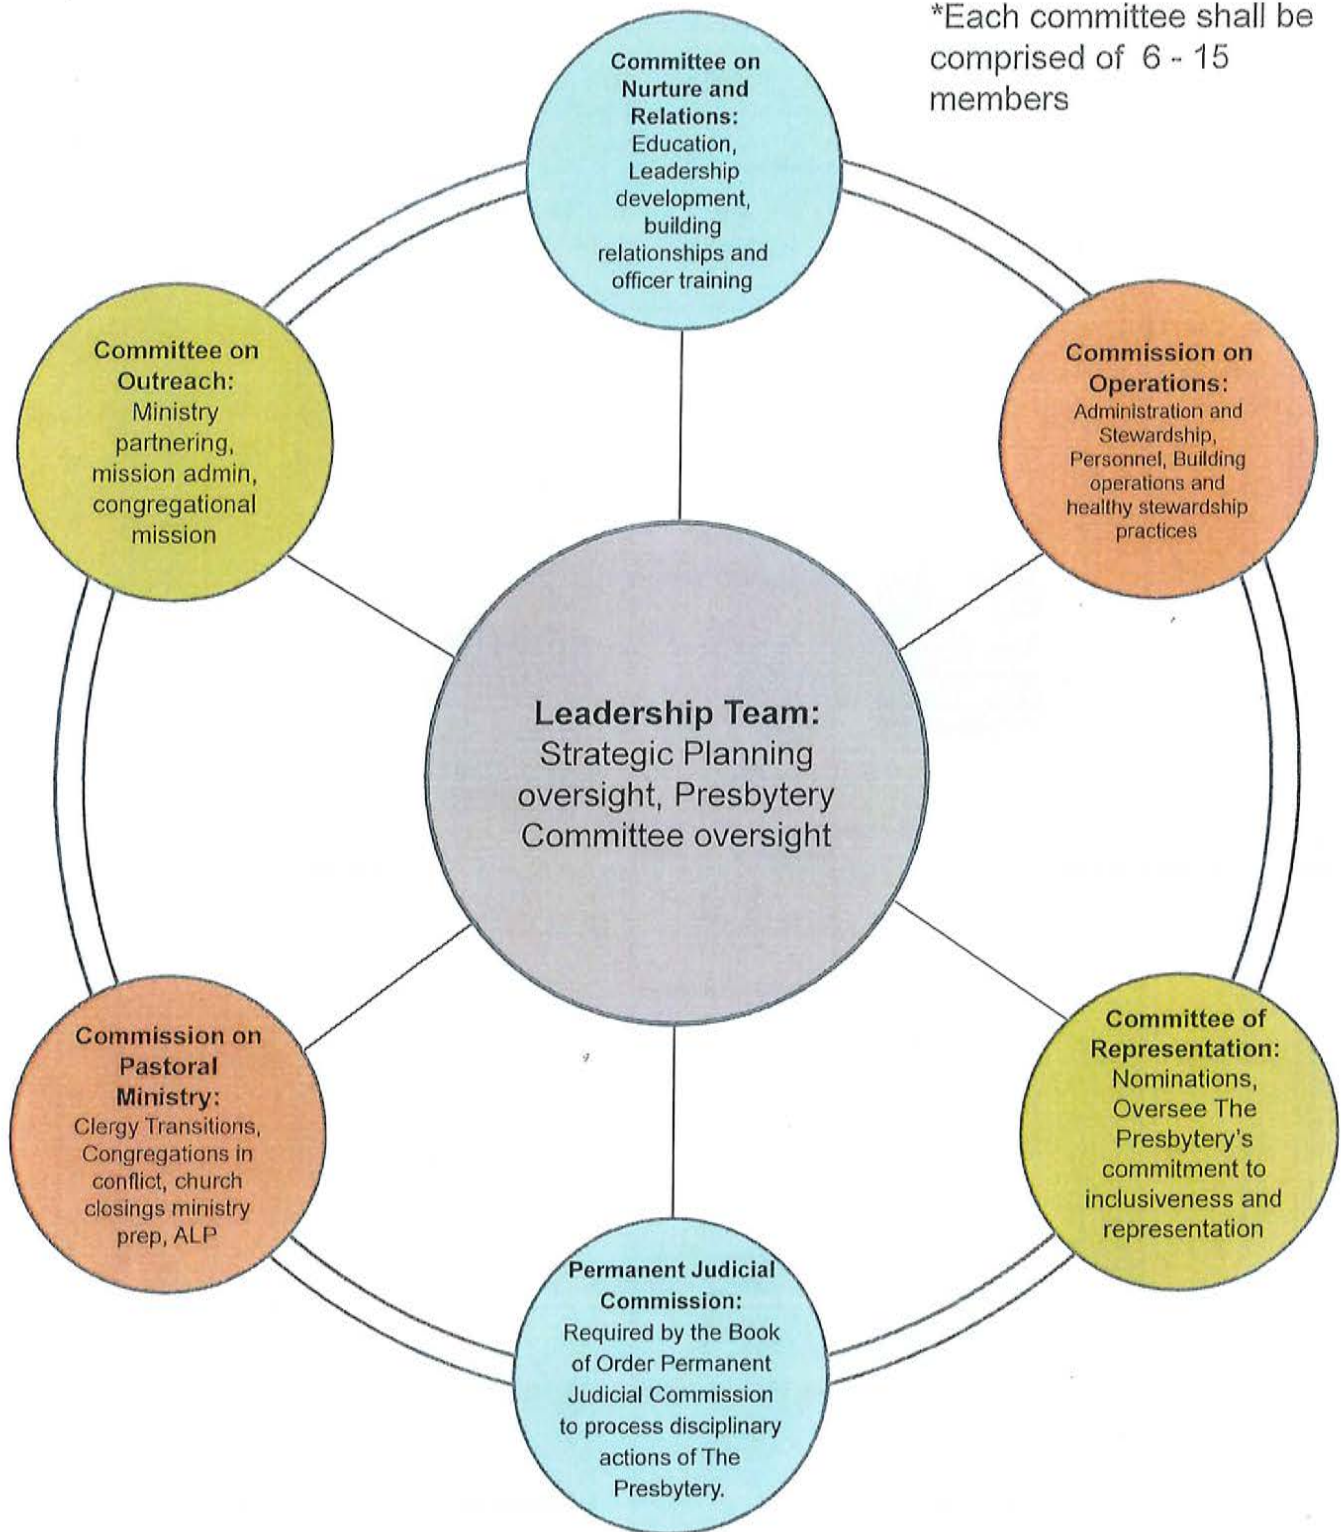 *Each committee shall be
comprised of 6 - 15
members
Committee on
Nurture and
Relations:
Education,
Leadership
development,
building
relationships and
officer training
Committee on
Outreach:
Ministry
partnering,
mission admin,
congregational
mission
Commission on
Operations:
Administration and
Stewardship,
Personnel, Building
operations and
healthy stewardship
practices
Leadership Team:
Strategic Planning
oversight, Presbytery
Committee oversight
Commission on
Pastoral
Ministry:
Clergy Transitions,
Congregations in
conflict, church
closings ministry
prep, ALP
Committee of
Representation:
Nominations,
Oversee The
Presbytery's
commitment to
inclusiveness and
representation
Permanent Judicial
Commission:
Required by the Book
of Order Permanent
Judicial Commission
to process disciplinary
actions of The
Presbytery.